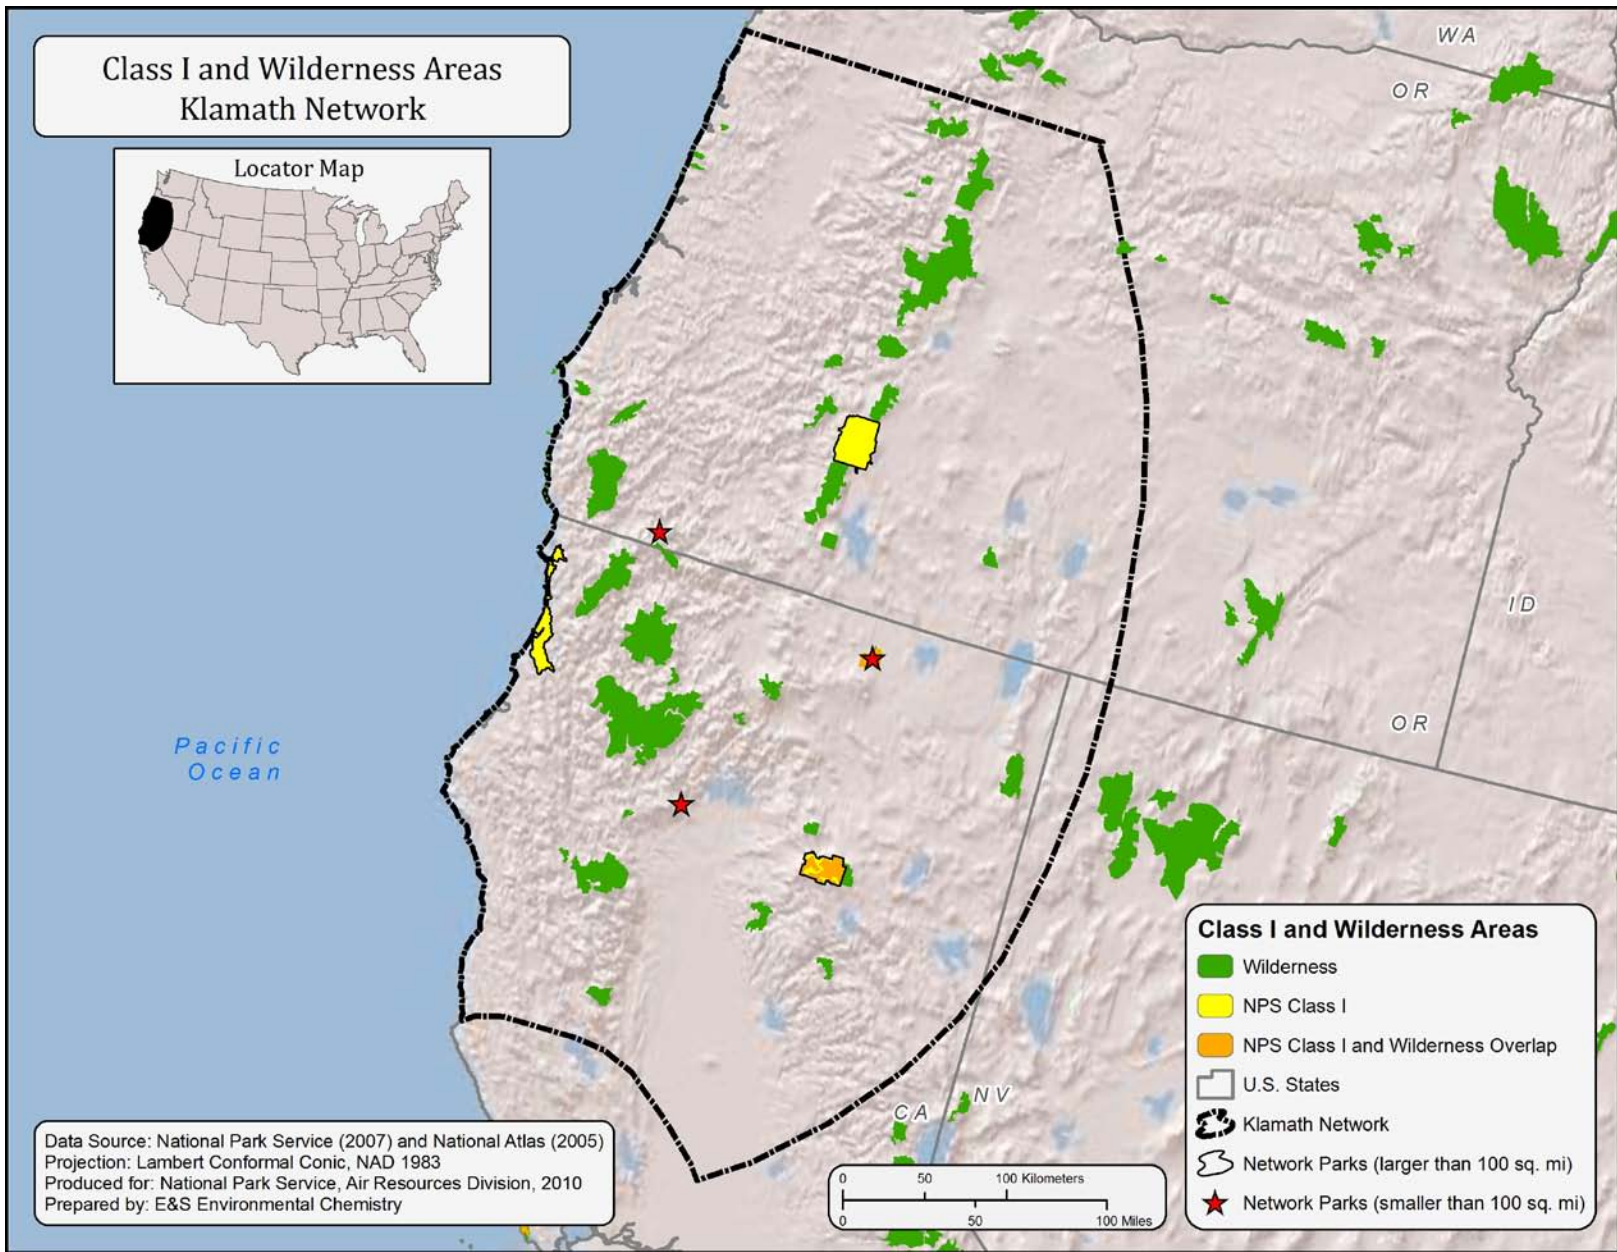 Class I and Wilderness Areas
Klamath Network
Locator Map
WA
OR
ID
OR
Pacific
Ocean
CA
NV
Class I and Wilderness Areas
Wilderness
NPS Class I
NPS Class I and Wilderness Overlap
U.S. States
Klamath Network
Network Parks (larger than 100 sq. mi)
Network Parks (smaller than 100 sq. mi)
Data Source: National Park Service (2007) and National Atlas (2005)
Projection: Lambert Conformal Conic, NAD 1983
Produced for: National Park Service, Air Resources Division, 2010
Prepared by: E&S Environmental Chemistry
0 50 100 Kilometers
0 50 100 Miles